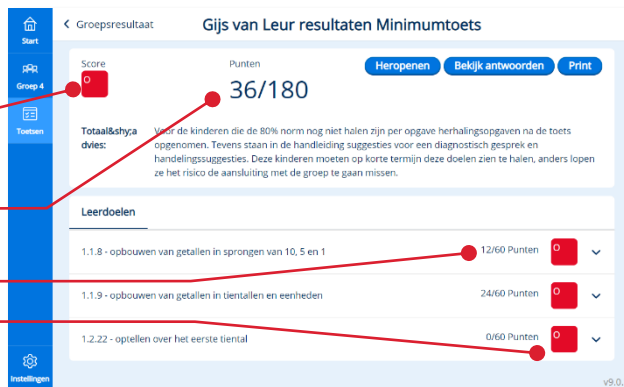 Start
Groep 4
Toetsen
Instellingen
Groepsresultaat
Gijs van Leur resultaten Minimumtoets
Score
O
Punten
36/180
Heropenen
Bekijk antwoorden
Print
Totaal&shy;a
dvies:
Voor de kinderen die de 80% norm nog niet halen zijn per opgave herhalingsopgaven na de toets
opgenomen. Tevens staan in de handleiding suggesties voor een diagnostisch gesprek en
handelingssuggesties. Deze kinderen moeten op korte termijn deze doelen zien te halen, anders lopen
ze het risico de aansluiting met de groep te gaan missen.
Leerdoelen
1.1.8 - opbouwen van getallen in sprongen van 10, 5 en 1
12/60 Punten
O
1.1.9 - opbouwen van getallen in tientallen en eenheden
24/60 Punten
O
1.2.22 - optellen over het eerste tiental
0/60 Punten
O
v9.0.